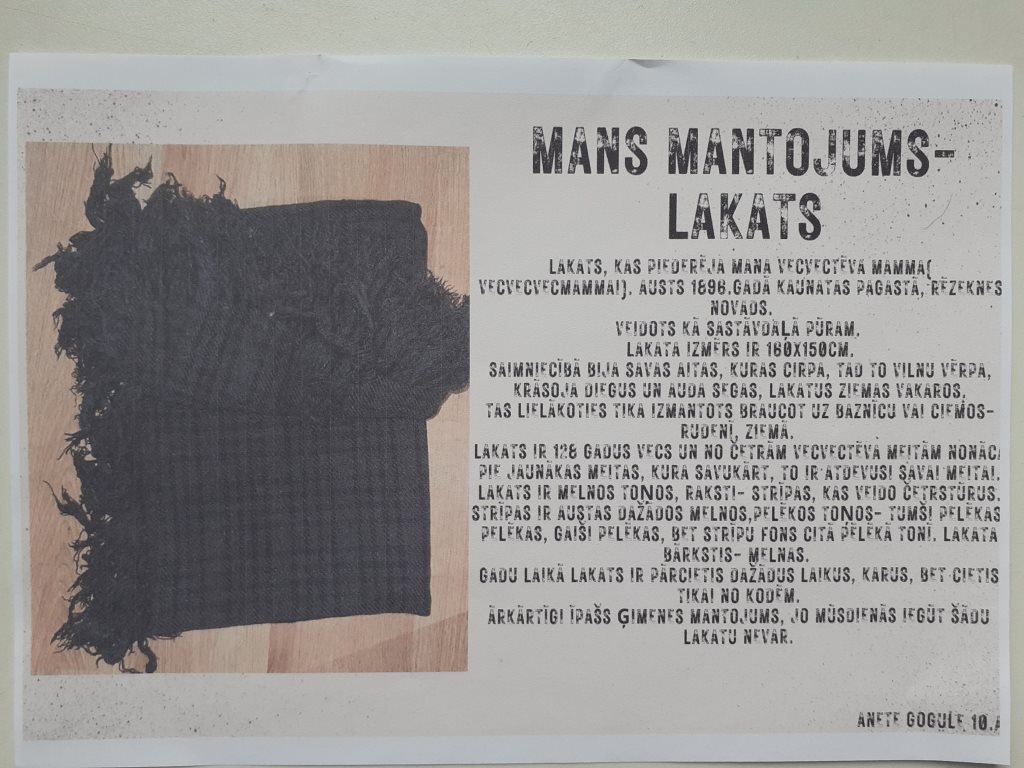 MANS MANTOJUMS-
LAKATS
LAKATS, KAS PIEDERĒJA MANA VECVECTĒVA MAMMA(
VECVECVECMAMMAI). AUSTS 1896.GADĀ KAUNATAS PAGASTĀ, RĒZEKNES
NOVADS.
VEIDOTS KĀ SASTĀVDAĻĀ PŪRAM,
LAKATA IZMĒRS IR 160X150CM.
SAIMNIECĪBĀ BIJA SAVAS AITAS, KURAS CIRPA, TAD TO VILNU VĒRPA,
KRĀSOJA DIEGUS UN AUDA SEGAS, LAKATUS ZIEMAS VAKAROS.
TAS LIELĀKOTIES TIKA IZMANTOTS BRAUCOT UZ BAZNĪCU VAI CIEMOS-
RUDENĪ, ZIEMĀ.
LAKATS IR 126 GADUS VECS UN NO ČETRĀM VECVECTĒVA MEITĀM NONĀCA
PIE JAUNĀKAS MEITAS, KURA SAVUKĀRT, TO IR ATDEVUSI SAVAI MEITAI.
LAKATS IR MELNOS TOŅOS, RAKSTI- STRĪPAS, KAS VEIDO ČETRSTŪRUS.
STRĪPAS IR AUSTAS DAŽĀDOS MELNOS,PELĒKOS TOŅOS- TUMŠI PELĒKAS
PELĒKAS, GAIŠI PELĒKAS, BET STRĪPU FONS CITĀ PĒLĒKĀ TONĪ. LAKATA
BĀRKSTIS- MELNAS.
GADU LAIKĀ LAKATS IR PĀRCIETIS DAŽĀDUS LAIKUS, KARUS, BET CIETIS
TIKAI NO KODĒM.
ĀRKĀRTĪGI ĪPAŠS ĢIMENES MANTOJUMS, JO MŪSDIENĀS IEGŪT ŠĀDU
LAKATU NEVAR.
ANETE GOGULE 10.A